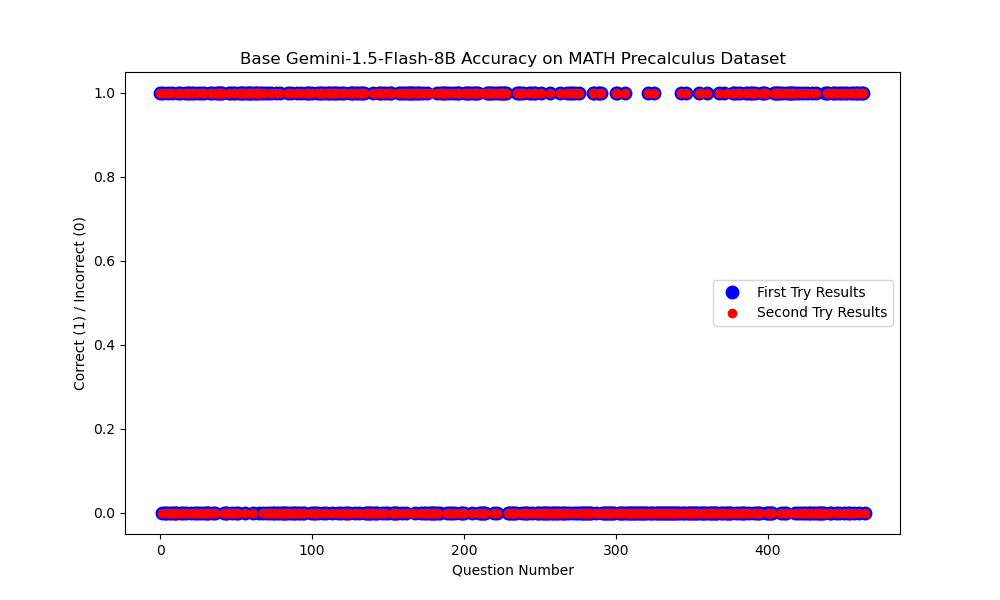 Base Gemini-1.5-Flash-8B Accuracy on MATH Precalculus Dataset
1.0
0.8
0.6
0.4
0.2
0.0
Correct (1) / Incorrect (0)
First Try Results
Second Try Results
0 100 200 300 400
Question Number